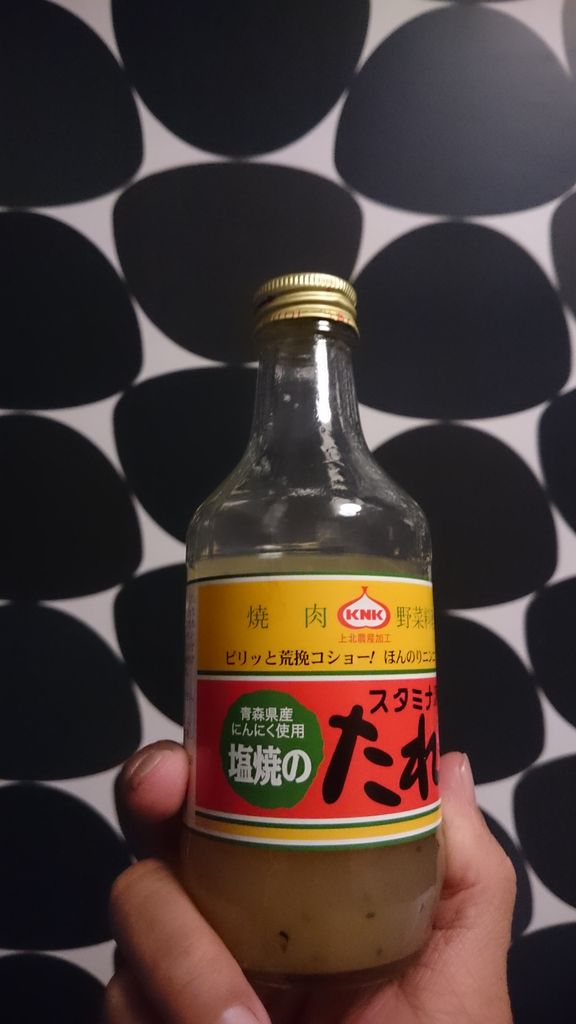 焼肉 KNK 野菜料
上北農産加工
ピリッと荒挽コショー! ほんのりニン
スタミナ
青森県産
にんにく使用
塩焼の
たれ